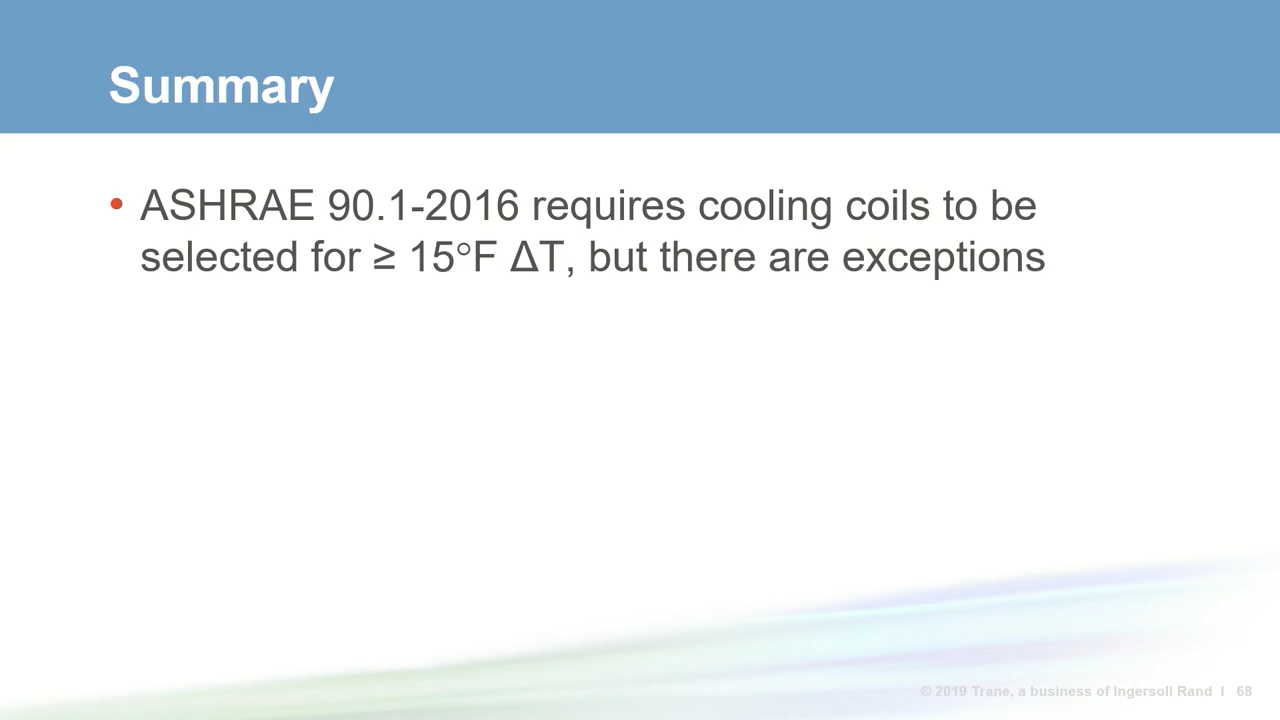 Summary
• ASHRAE 90.1-2016 requires cooling coils to be
selected for ≥ 15°F ΔT, but there are exceptions
© 2019 Trane, a business of Ingersoll Rand I 68